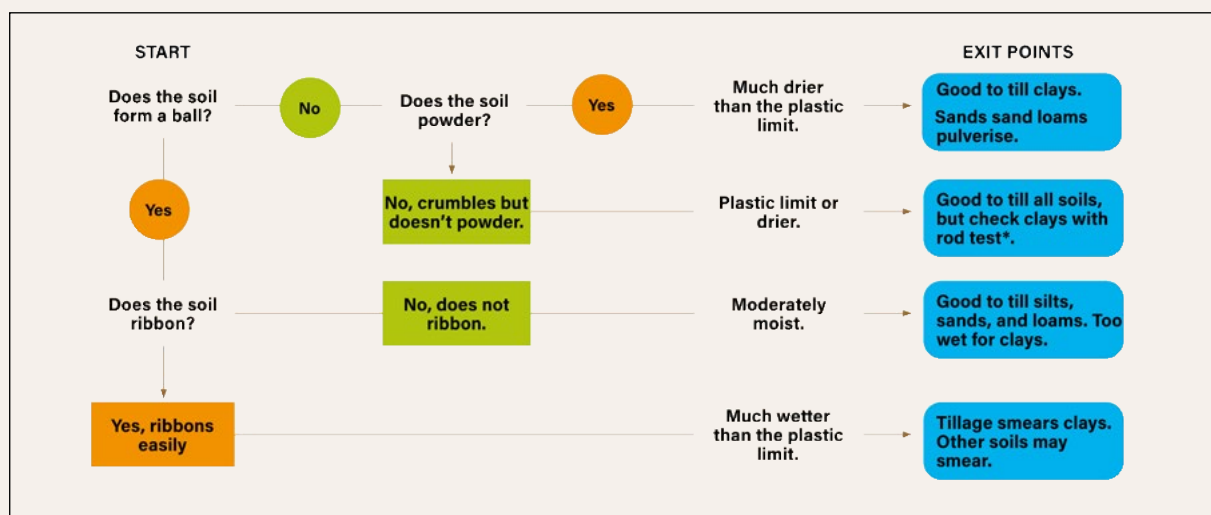 START
EXIT POINTS
Does the soil
form a ball?
No
Does the soil
powder?
Yes
Much drier
than the plastic
limit.
Good to till clays.
Sands sand loams
pulverise.
Yes
No, crumbles but
doesn't powder.
Plastic limit or
drier.
Good to till all soils,
but check clays with
rod test*.
Does the soil
ribbon?
No, does not
ribbon.
Moderately
moist.
Good to till silts,
sands, and loams. Too
wet for clays.
Yes, ribbons
easily
Much wetter
than the plastic
limit.
Tillage smears clays.
Other soils may
smear.